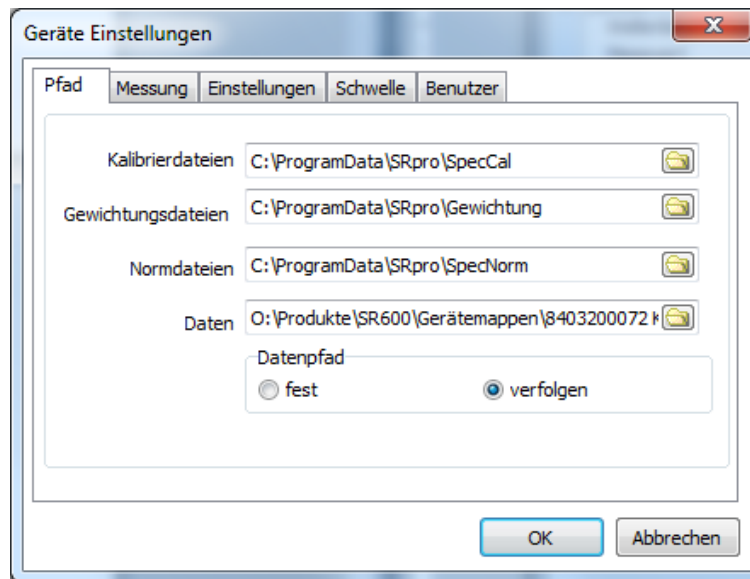 Geräte Einstellungen
Pfad Messung Einstellungen Schwelle Benutzer
Kalibrierdateien C:\ProgramData\SRpro\SpecCal
Gewichtungsdateien C:\ProgramData\SRpro\Gewichtung
Normdateien C:\ProgramData\SRpro\SpecNorm
Daten O:\Produkte\SR600\Gerätemappen\8403200072
Datenpfad
fest verfolgen
OK Abbrechen